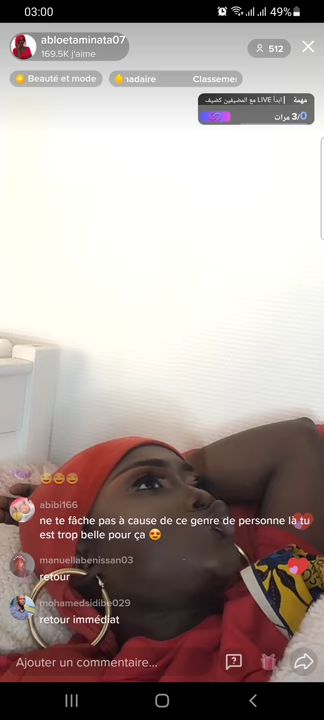 03:00
49%
abloetaminata07
169.5K j'aime
512
Beauté et mode
nadaire Classemen
مهمة | ابدأ LIVE مع المضيفين كضيف
3/0 مرات
abibi166
ne te fâche pas à cause de ce genre de personne là tu
est trop belle pour ça
manuellabenissan03
retour
mohamedsidibe029
retour immédiat
Ajouter un commentaire...